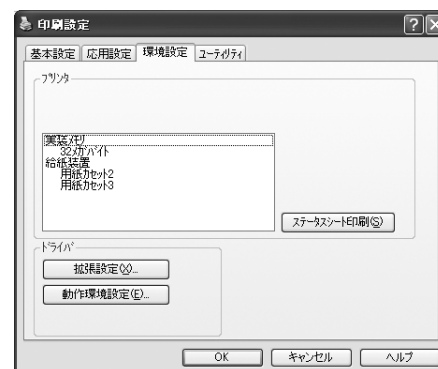 印刷設定
基本設定 応用設定 環境設定 ユーティリティ
プリンタ
実装メモリ
32メガバイト
給紙装置
用紙カセット2
用紙カセット3
ステータスシート印刷(S)
ドライバ
拡張設定(X)...
動作環境設定(E)...
OK キャンセル ヘルプ